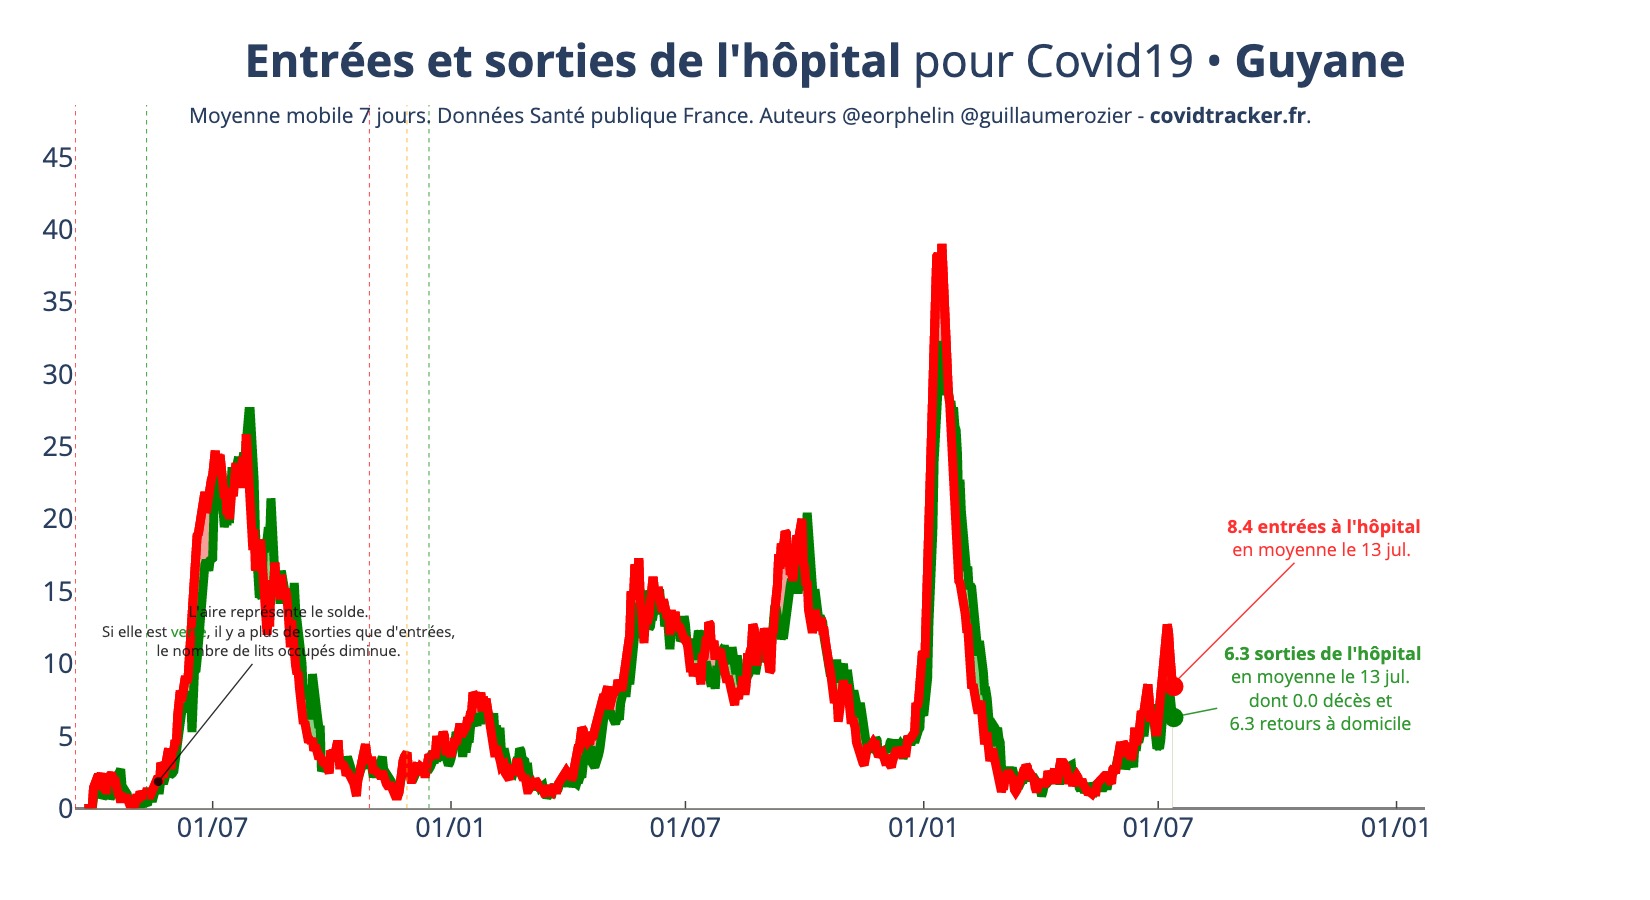 Entrées et sorties de l'hôpital pour Covid19 • Guyane
Moyenne mobile 7 jours. Données Santé publique France. Auteurs @eorphelin @guillaumerozier - covidtracker.fr.
45
40
35
30
25
20
15
10
5
0
L'aire représente le solde.
Si elle est verte, il y a plus de sorties que d'entrées,
le nombre de lits occupés diminue.
8.4 entrées à l'hôpital
en moyenne le 13 jul.
6.3 sorties de l'hôpital
en moyenne le 13 jul.
dont 0.0 décès et
6.3 retours à domicile
01/07 01/01 01/07 01/01 01/07 01/01